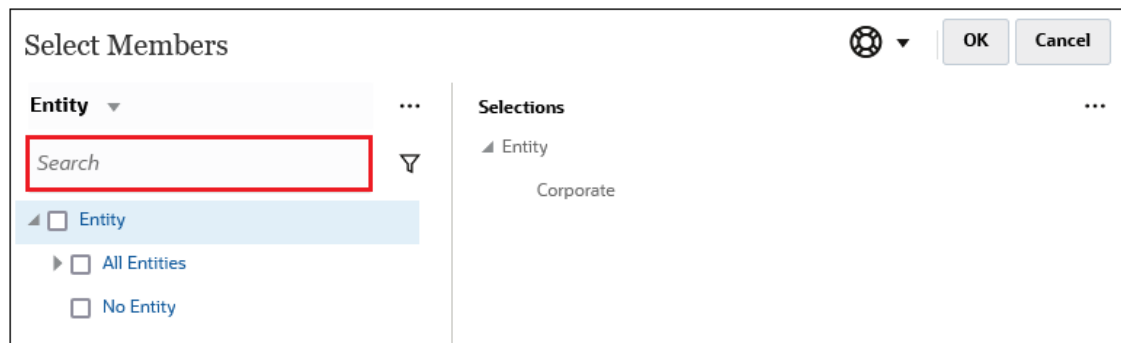 Select Members
OK
Cancel
Entity
Selections
Search
Entity
Corporate
Entity
All Entities
No Entity